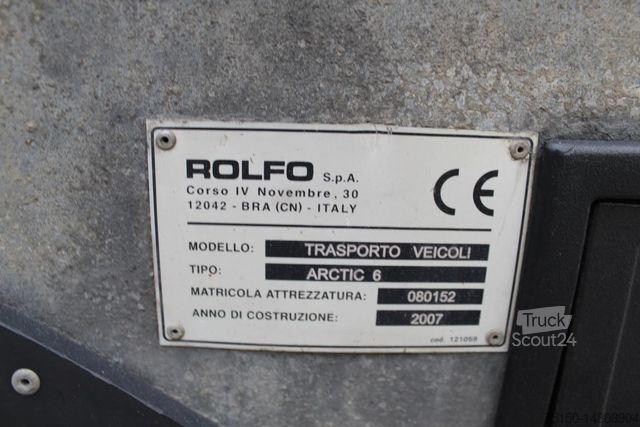 ROLFO S.p.A.
Corso IV Novembre, 30
12042 - BRA (CN) - ITALY
CE
MODELLO: TRASPORTO VEICOLI
TIPO: ARCTIC 6
MATRICOLA ATTREZZATURA: 080152
ANNO DI COSTRUZIONE: 2007
cod. 121059
Truck
Scout24